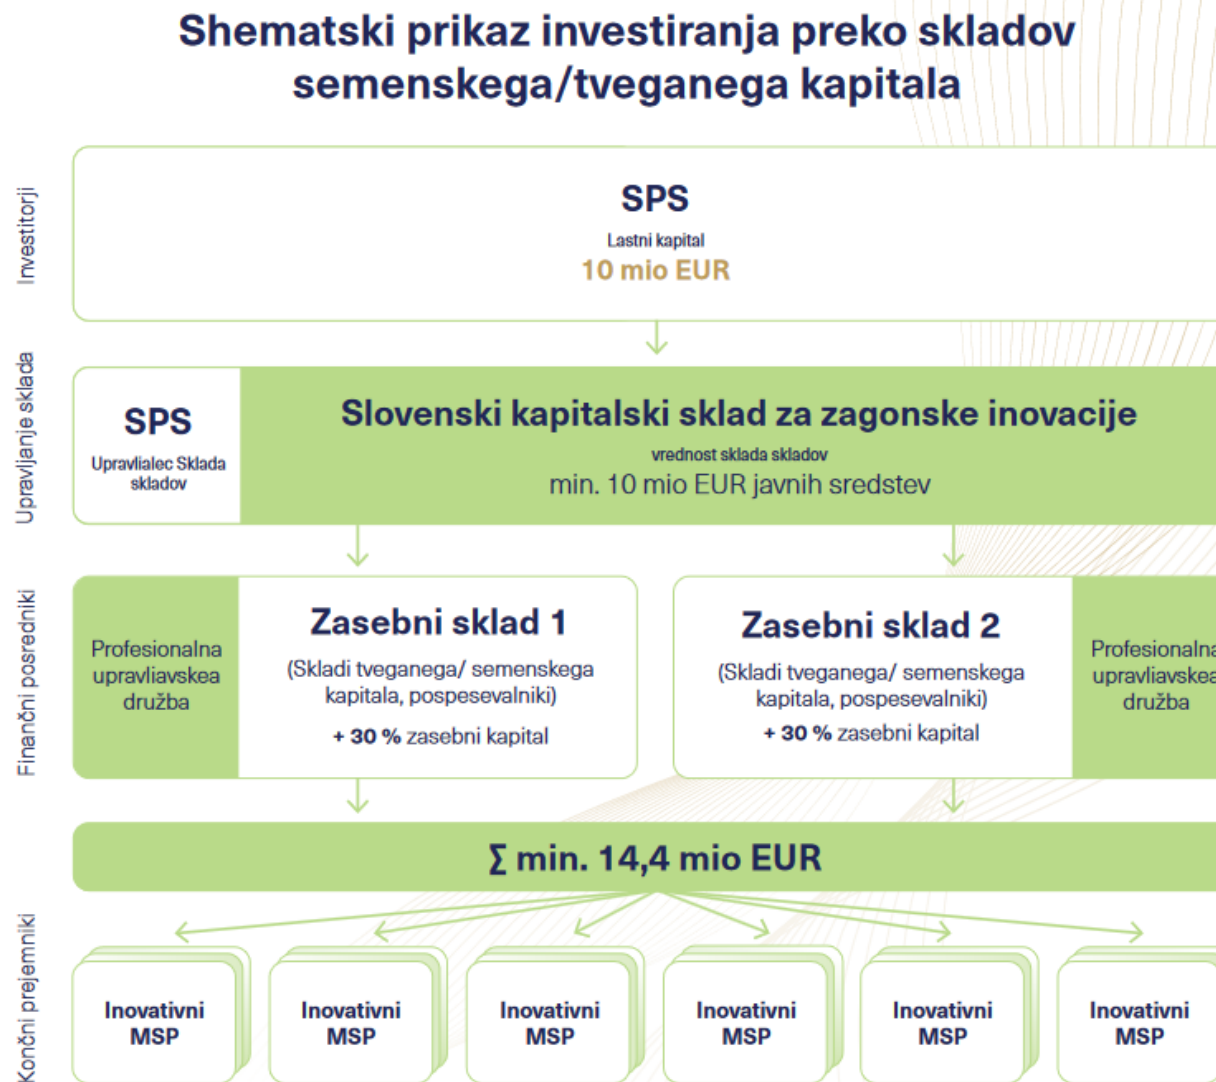 Shematski prikaz investiranja preko skladov
semenskega/tveganega kapitala
Investitorji
SPS
Lastni kapital
10 mio EUR
Upravljanje sklada
SPS
Upravlialec Sklada
skladov
Slovenski kapitalski sklad za zagonske inovacije
vrednost sklada skladov
min. 10 mio EUR javnih sredstev
Finančni posredniki
Profesionalna
upravliavskea
družba
Zasebni sklad 1
(Skladi tveganega/ semenskega
kapitala, pospesevalniki)
+ 30 % zasebni kapital
Zasebni sklad 2
(Skladi tveganega/ semenskega
kapitala, pospesevalniki)
+ 30 % zasebni kapital
Profesionalna
upravliavskea
družba
∑ min. 14,4 mio EUR
Končni prejemniki
Inovativni
MSP
Inovativni
MSP
Inovativni
MSP
Inovativni
MSP
Inovativni
MSP
Inovativni
MSP